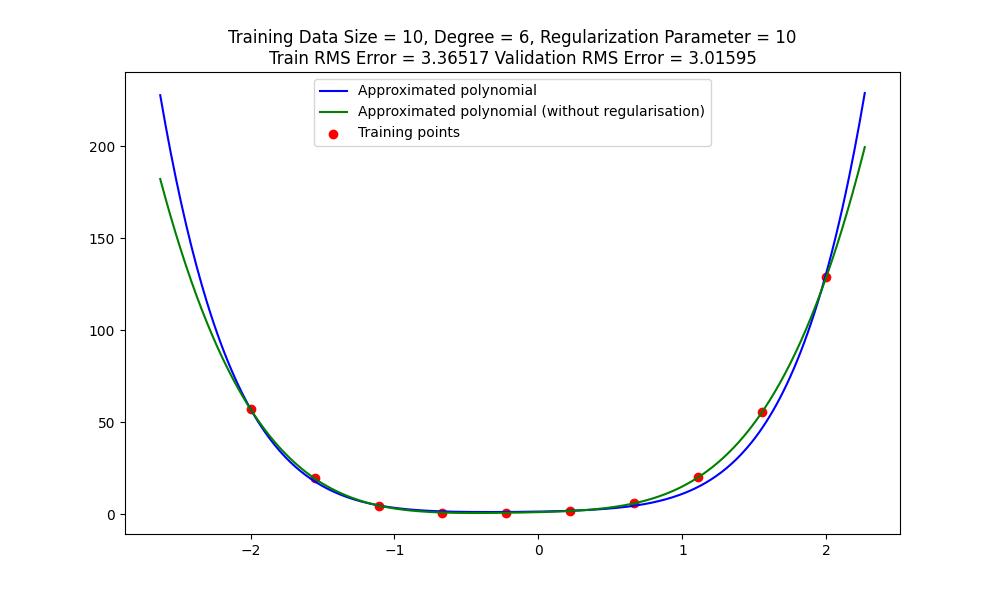 Training Data Size = 10, Degree = 6, Regularization Parameter = 10
Train RMS Error = 3.36517 Validation RMS Error = 3.01595
Approximated polynomial
Approximated polynomial (without regularisation)
Training points
200
150
100
50
0
−2
−1
0
1
2